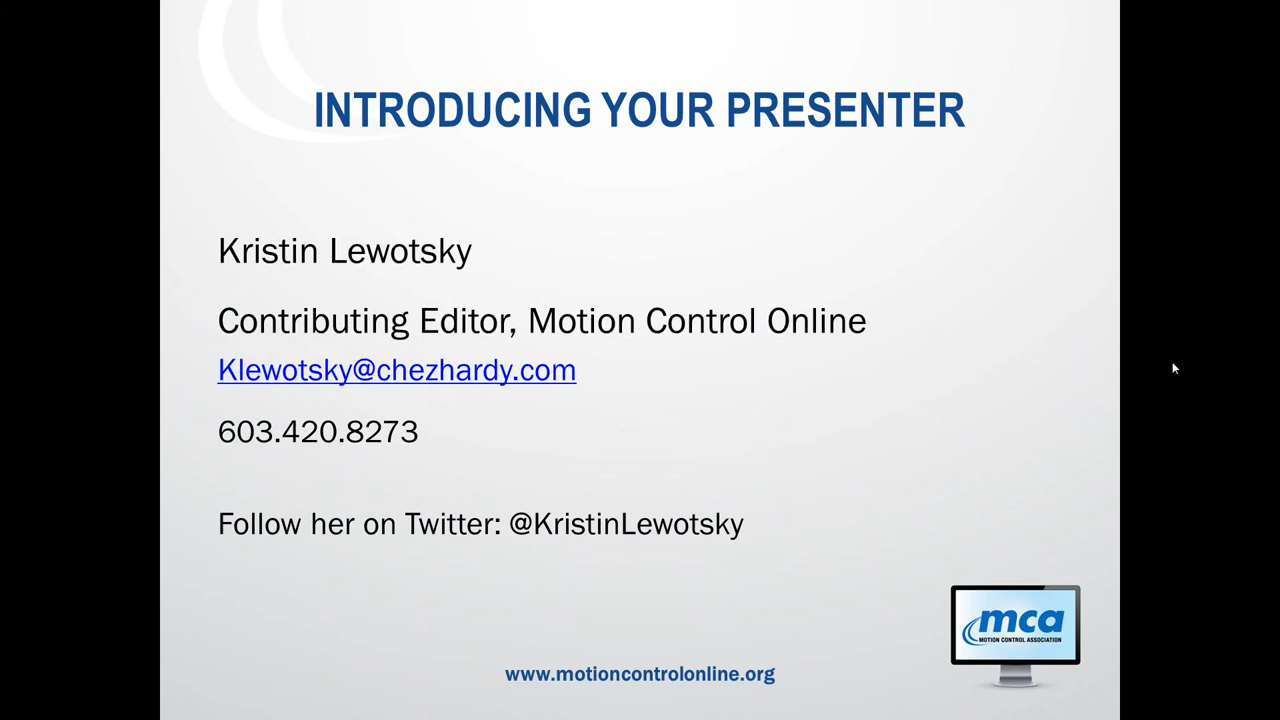 INTRODUCING YOUR PRESENTER
Kristin Lewotsky
Contributing Editor, Motion Control Online
Klewotsky@chezhardy.com
603.420.8273
Follow her on Twitter: @KristinLewotsky
mca
MOTION CONTROL ASSOCIATION
www.motioncontrolonline.org